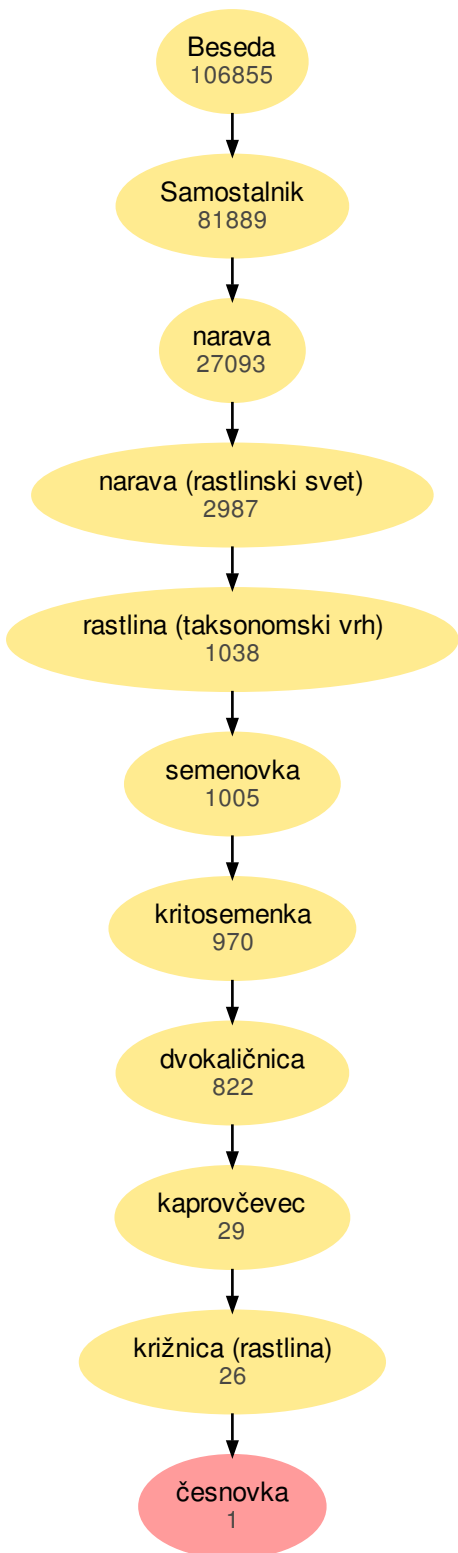 Beseda
106855
Samostalnik
81889
narava
27093
narava (rastlinski svet)
2987
rastlina (taksonomski vrh)
1038
semenovka
1005
kritosemenka
970
dvokaličnica
822
kaprovčevec
29
križnica (rastlina)
26
česnovka
1